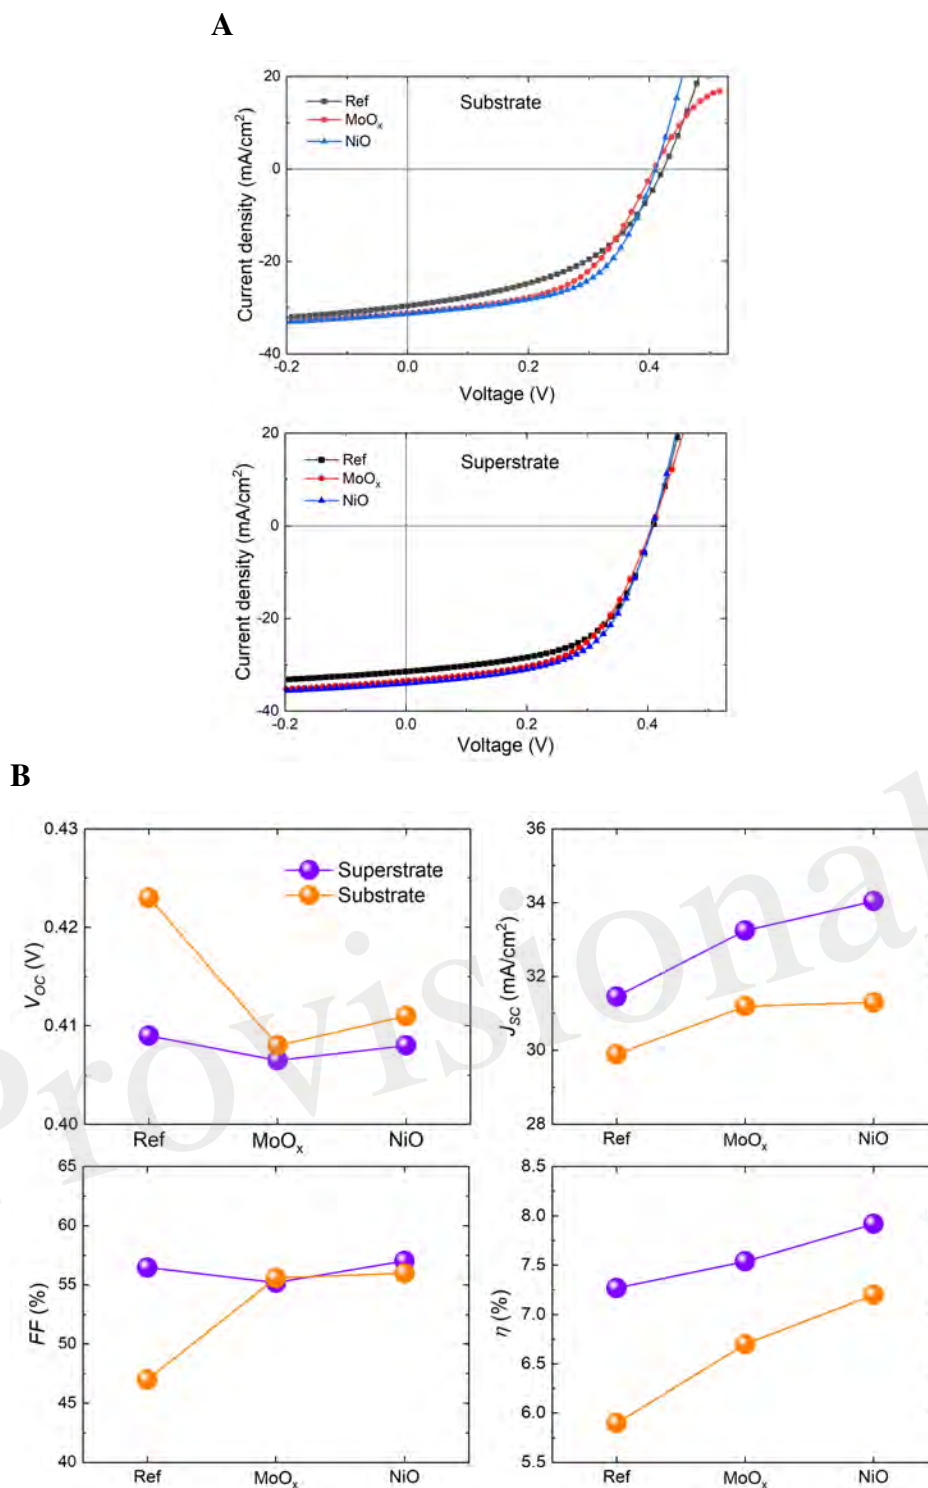 A
20
0
-20
-40
Current density (mA/cm²)
Ref
MoOₓ
NiO
Substrate
-0.2
0.0
0.2
0.4
Voltage (V)
20
0
-20
-40
Current density (mA/cm²)
Ref
MoOₓ
NiO
Superstrate
-0.2
0.0
0.2
0.4
Voltage (V)
B
0.43
0.42
0.41
0.40
V_OC (V)
Superstrate
Substrate
Ref
MoOₓ
NiO
36
34
32
30
28
J_SC (mA/cm²)
Ref
MoOₓ
NiO
65
60
55
50
45
40
FF (%)
Ref
MoOₓ
NiO
8.5
8.0
7.5
7.0
6.5
6.0
5.5
η (%)
Ref
MoOₓ
NiO
Provisional